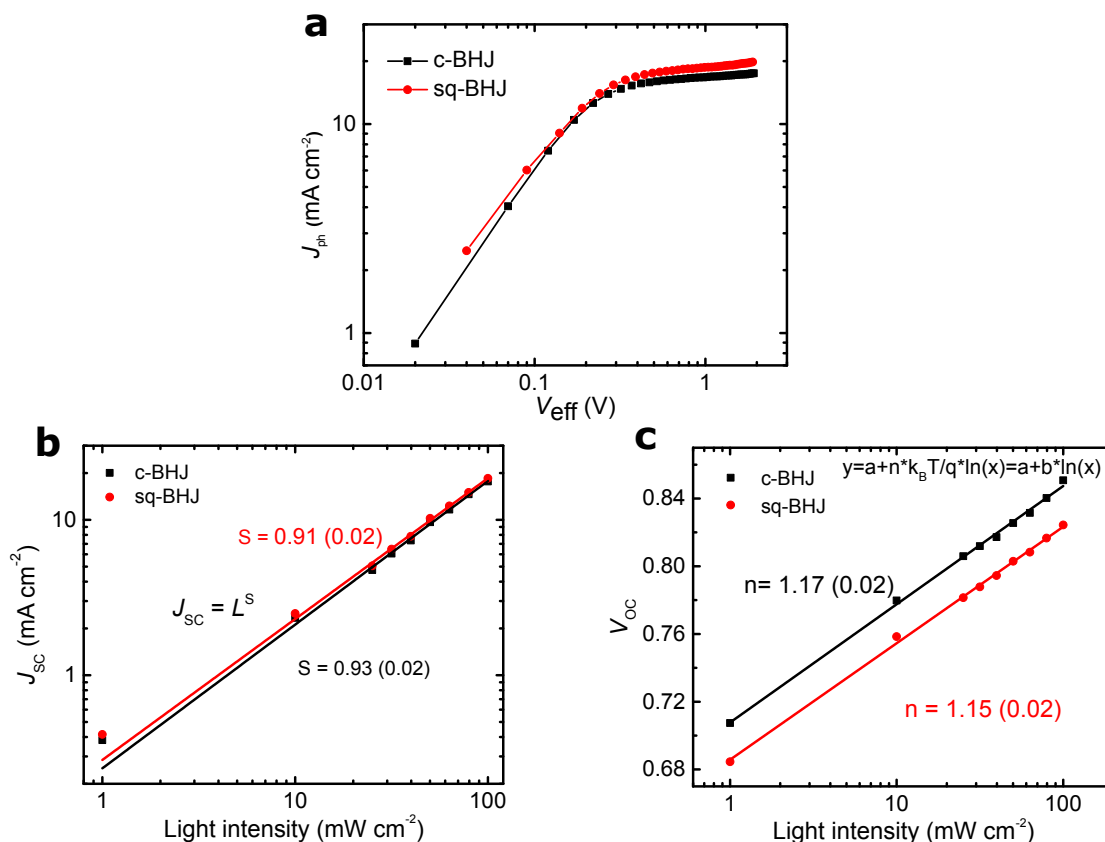 a
c-BHJ
sq-BHJ
10
1
J_ph (mA cm⁻²)
0.01 0.1 1
V_eff (V)
b
c-BHJ
sq-BHJ
S = 0.91 (0.02)
J_SC = L^S
S = 0.93 (0.02)
10
1
J_SC (mA cm⁻²)
1 10 100
Light intensity (mW cm⁻²)
c
y=a+n*k_BT/q*ln(x)=a+b*ln(x)
c-BHJ
sq-BHJ
n= 1.17 (0.02)
n = 1.15 (0.02)
0.84
0.80
0.76
0.72
0.68
V_OC
1 10 100
Light intensity (mW cm⁻²)